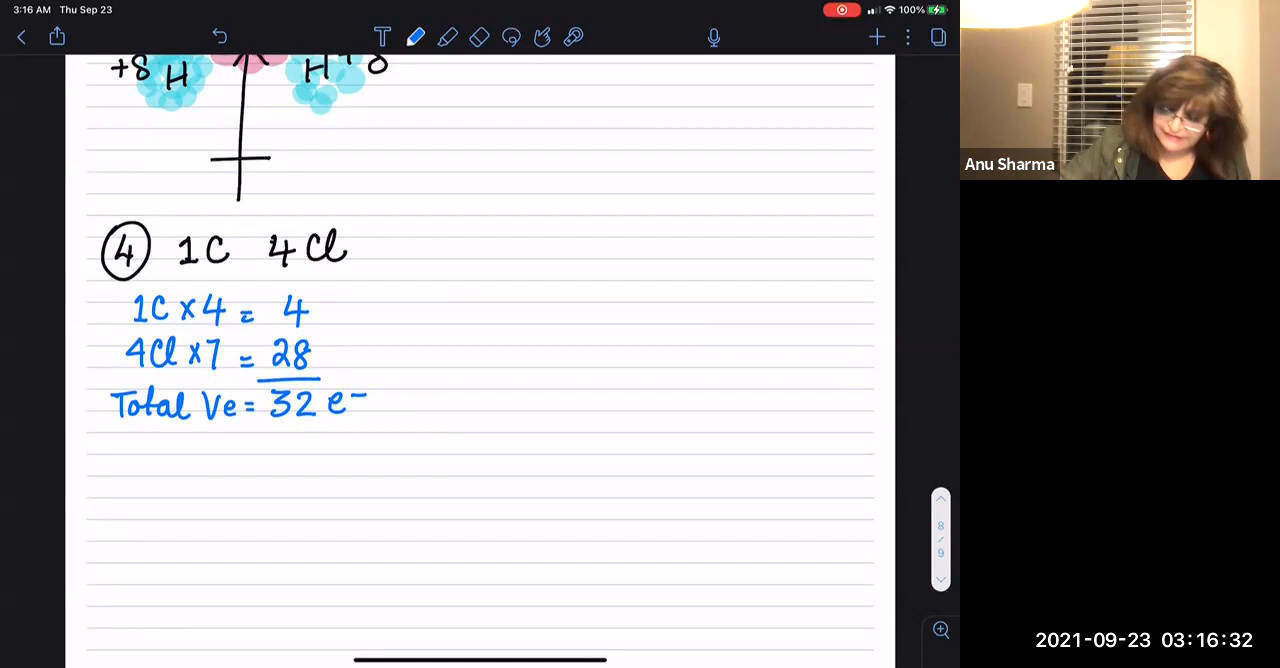 3:16 AM Thu Sep 23
100%
T
+8 H H + 8
Anu Sharma
4 1C 4Cl
1C × 4 = 4
4Cl × 7 = 28
Total Ve = 32 e-
8
/
9
2021-09-23 03:16:32